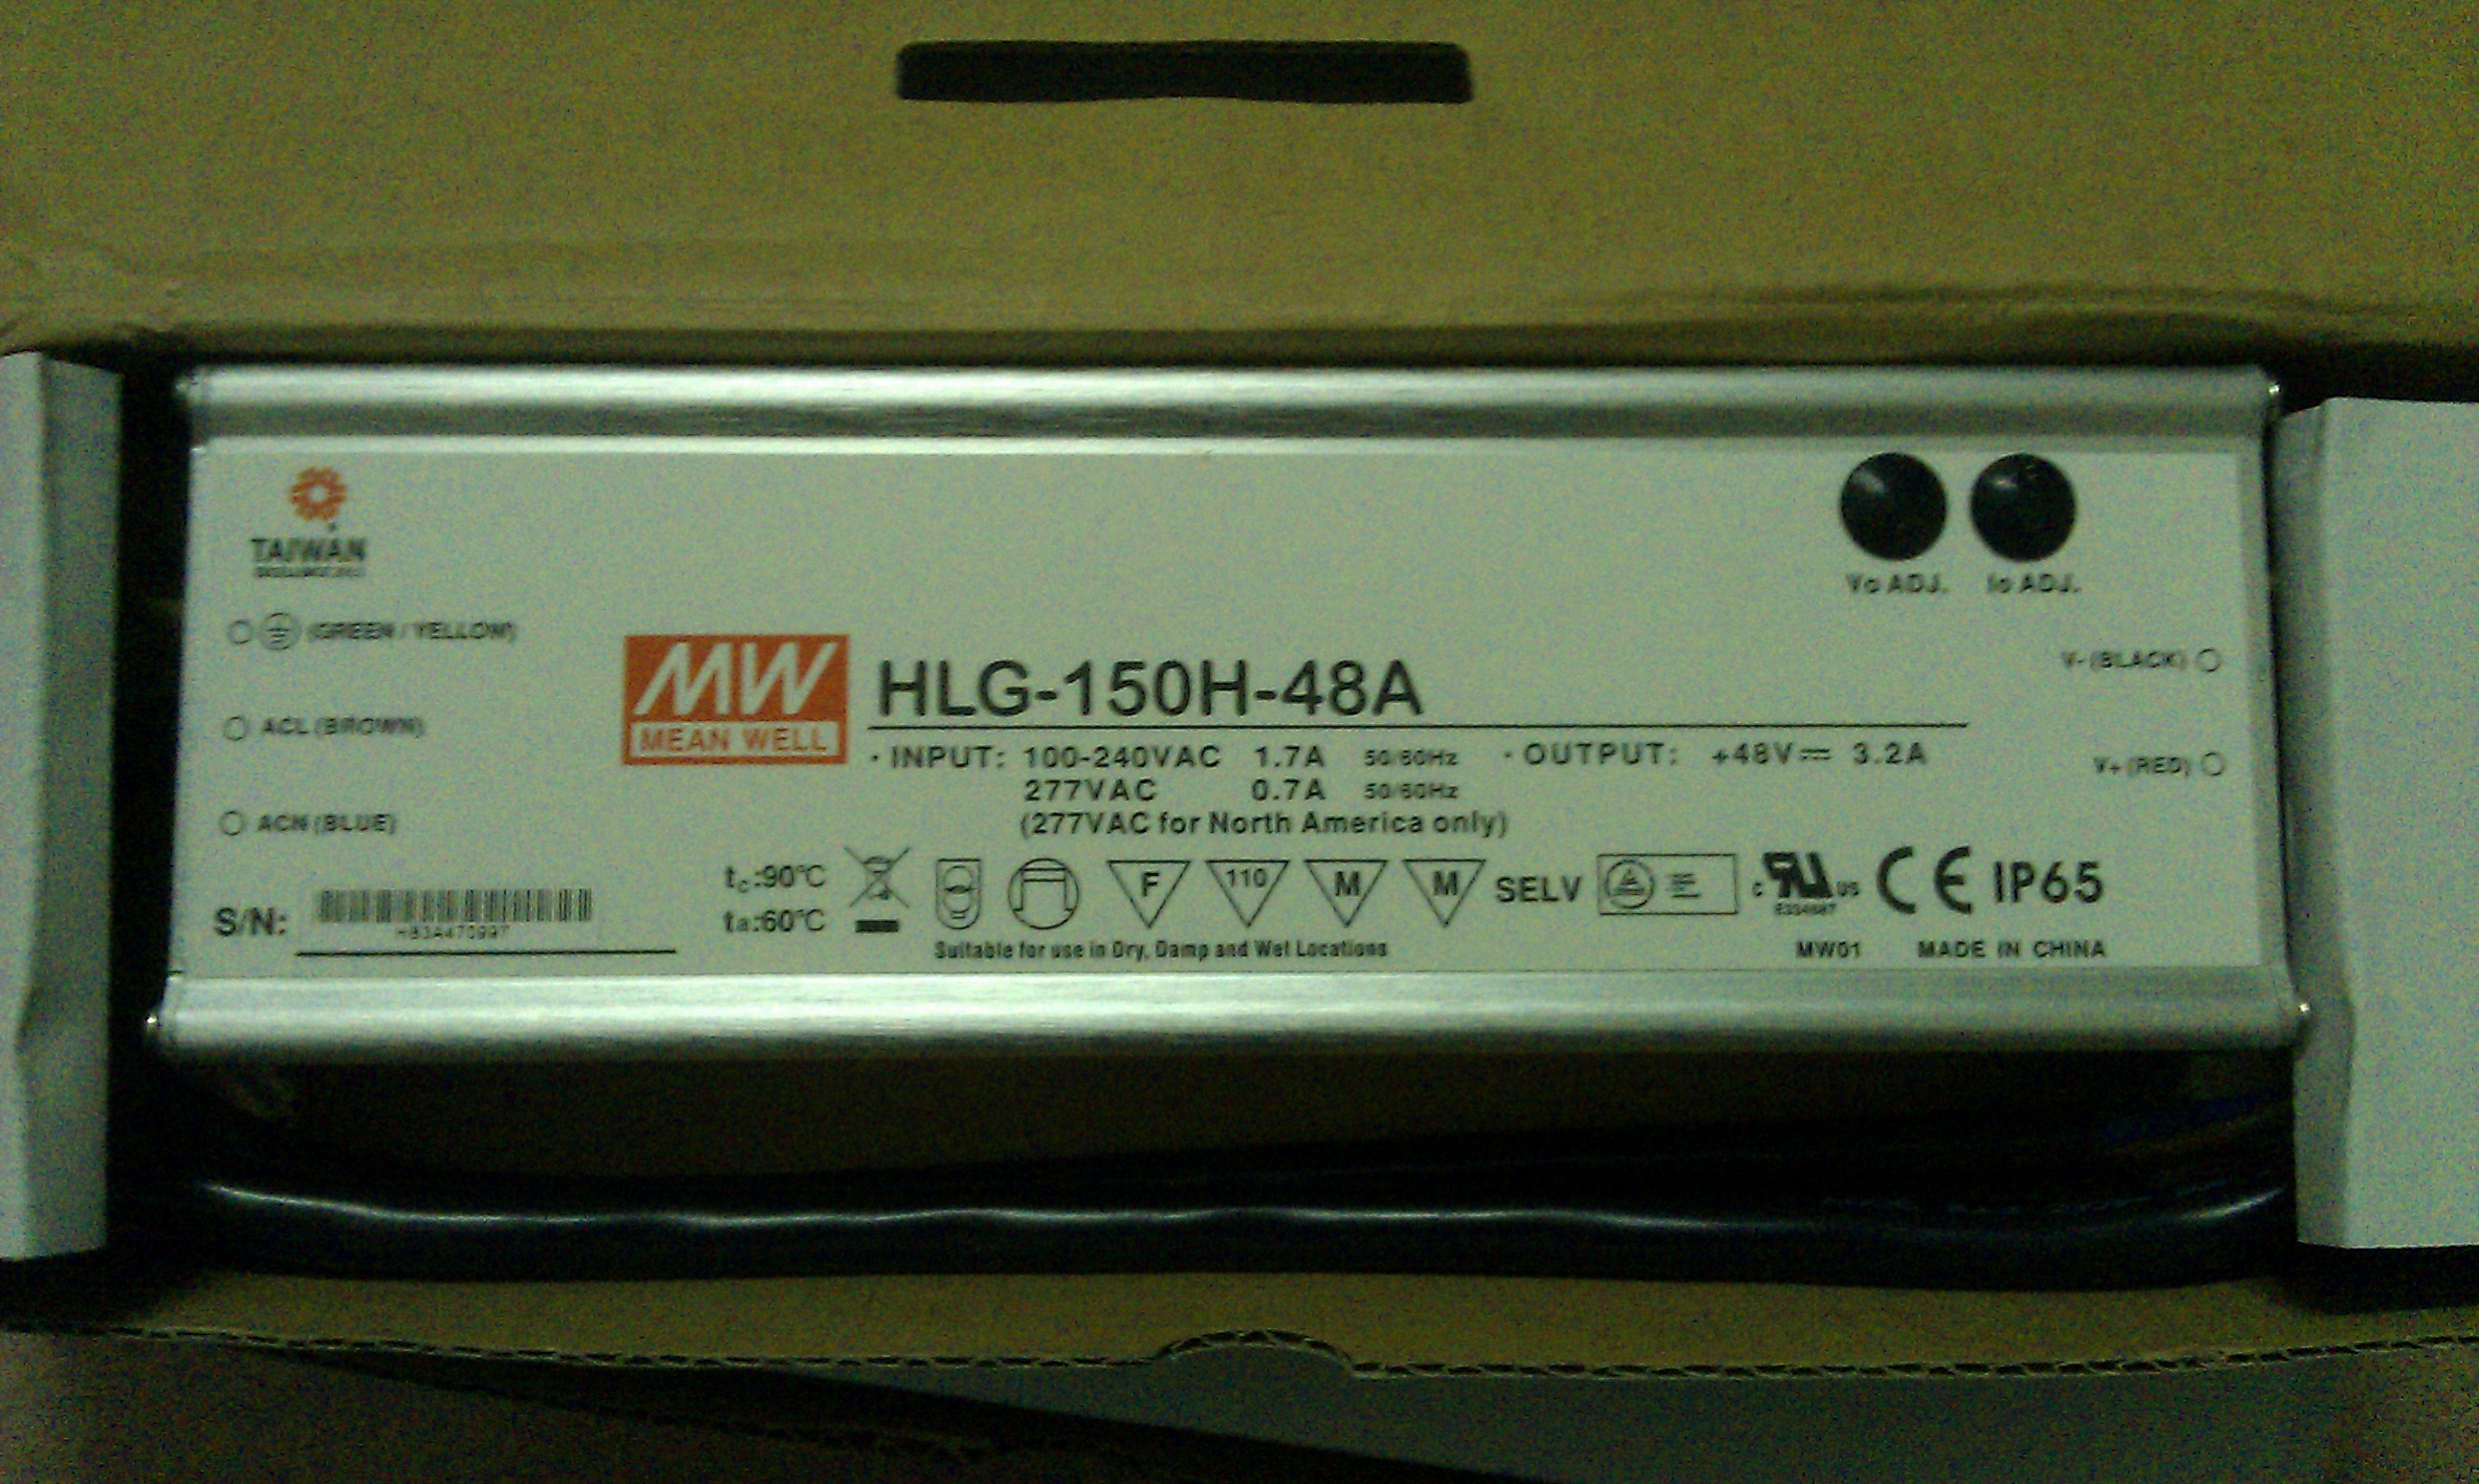 TAIWAN
Vo ADJ. Io ADJ.
(GREEN / YELLOW)
ACL (BROWN)
ACN (BLUE)
S/N:
MW
MEAN WELL
HLG-150H-48A
· INPUT: 100-240VAC 1.7A 50/60Hz · OUTPUT: +48V 3.2A
277VAC 0.7A 50/60Hz
(277VAC for North America only)
V- (BLACK)
V+ (RED)
tc:90℃
ta:60℃
F 110 M M SELV c US CE IP65
Suitable for use in Dry, Damp and Wet Locations
MW01 MADE IN CHINA